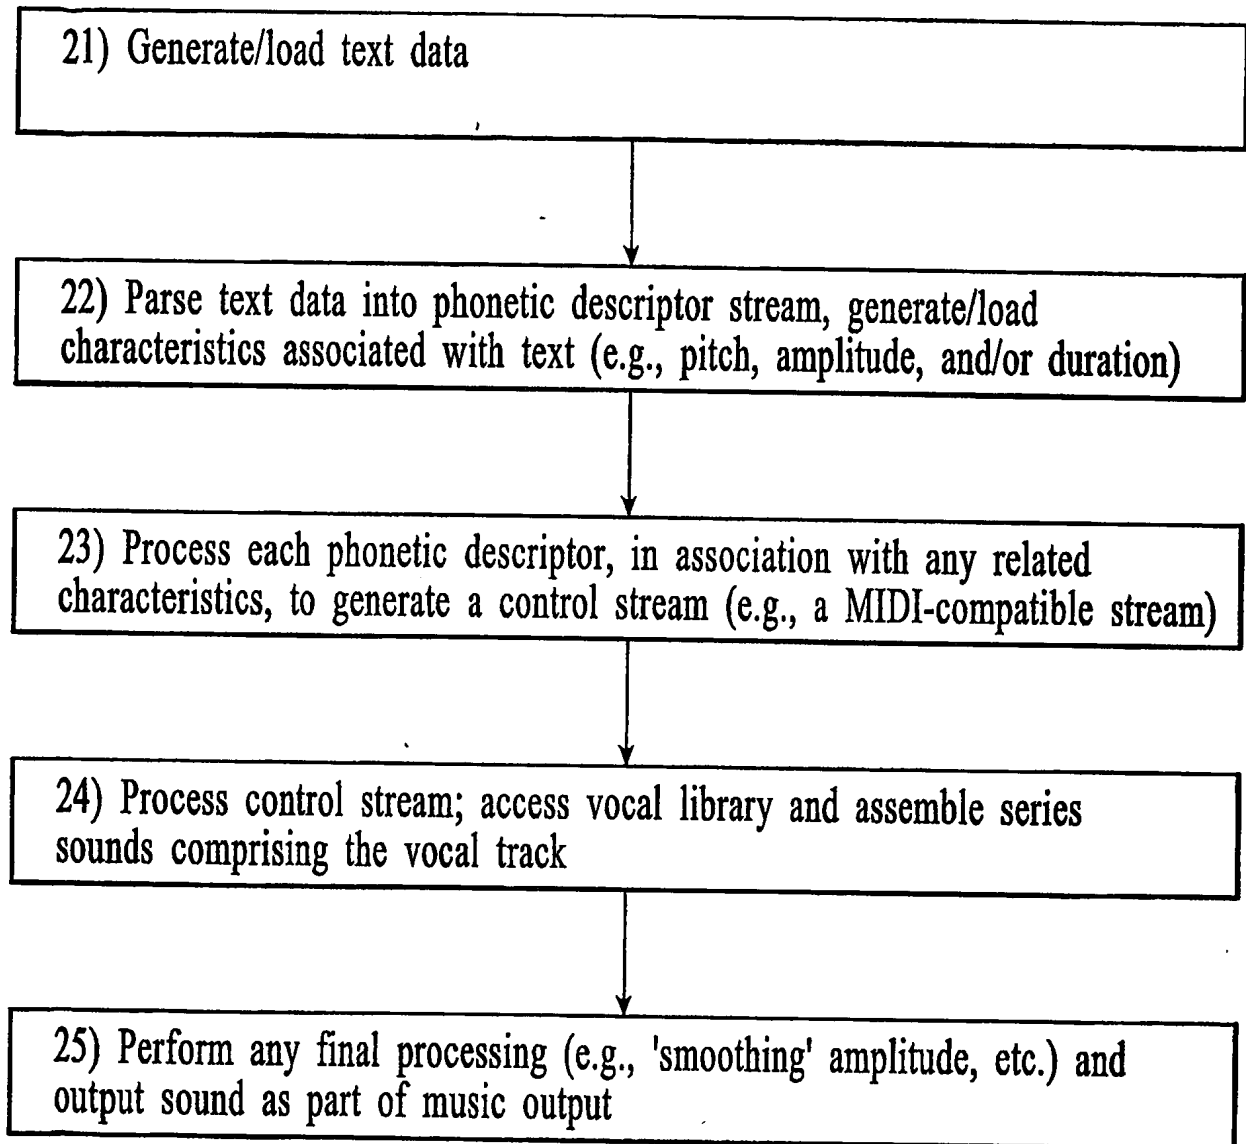 21) Generate/load text data
22) Parse text data into phonetic descriptor stream, generate/load
characteristics associated with text (e.g., pitch, amplitude, and/or duration)
23) Process each phonetic descriptor, in association with any related
characteristics, to generate a control stream (e.g., a MIDI-compatible stream)
24) Process control stream; access vocal library and assemble series
sounds comprising the vocal track
25) Perform any final processing (e.g., 'smoothing' amplitude, etc.) and
output sound as part of music output